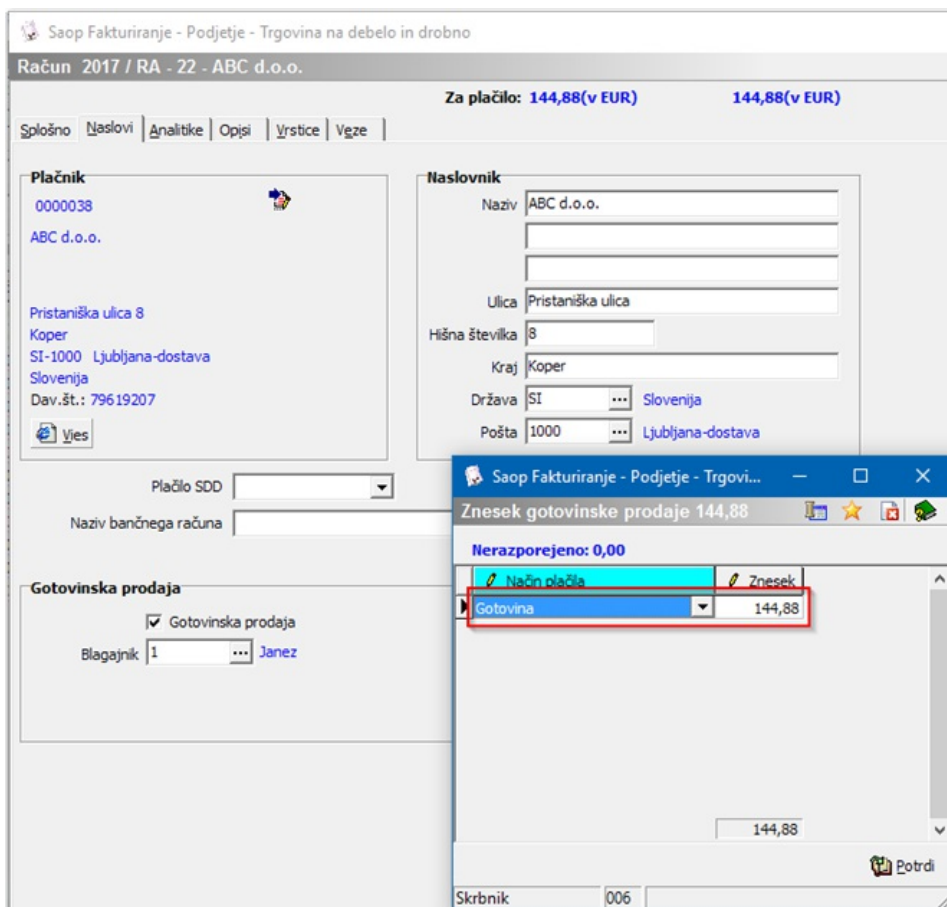 Saop Fakturiranje - Podjetje - Trgovina na debelo in drobno
Račun 2017 / RA - 22 - ABC d.o.o.
Za plačilo: 144,88(v EUR) 144,88(v EUR)
Splošno Naslovi Analitike Opisi Vrstice Veze
Plačnik
0000038
ABC d.o.o.
Pristaniška ulica 8
Koper
SI-1000 Ljubljana-dostava
Slovenija
Dav.št.: 79619207
Vies
Naslovnik
Naziv ABC d.o.o.
Ulica Pristaniška ulica
Hišna številka 8
Kraj Koper
Država SI ... Slovenija
Pošta 1000 ... Ljubljana-dostava
Plačilo SDD
Naziv bančnega računa
Gotovinska prodaja
Gotovinska prodaja
Blagajnik 1 ... Janez
Saop Fakturiranje - Podjetje - Trgovi...
Znesek gotovinske prodaje 144,88
Nerazporejeno: 0,00
Način plačila Znesek
Gotovina 144,88
144,88
Potrdi
Skrbnik 006